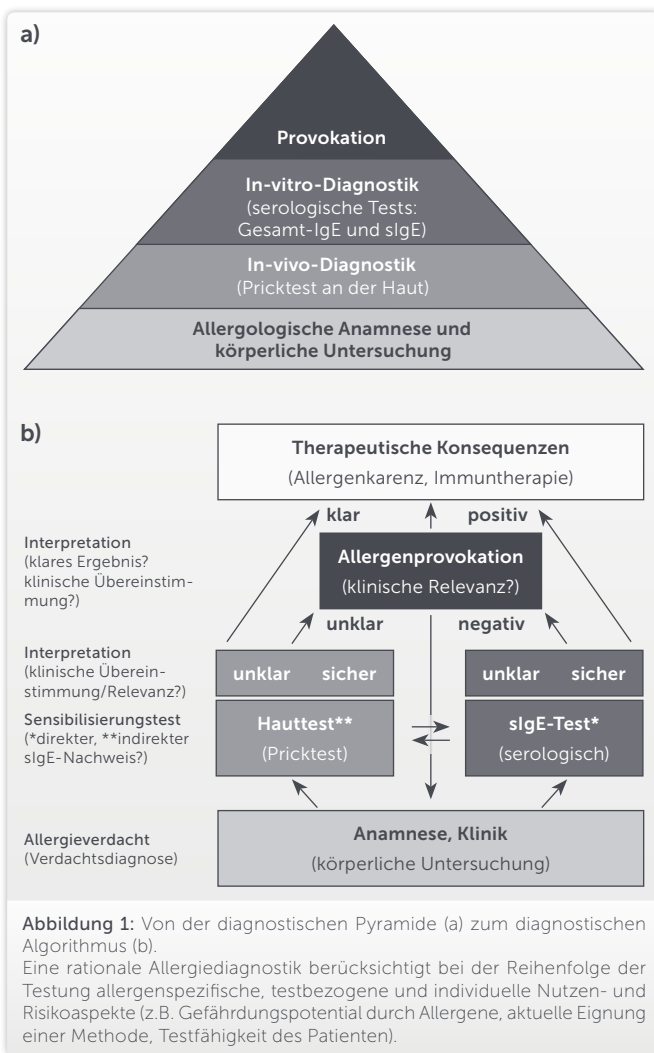 a)
Provokation
In-vitro-Diagnostik
(serologische Tests:
Gesamt-IgE und sIgE)
In-vivo-Diagnostik
(Pricktest an der Haut)
Allergologische Anamnese und
körperliche Untersuchung
b)
Therapeutische Konsequenzen
(Allergenkarenz, Immuntherapie)
klar positiv
Interpretation
(klares Ergebnis?
klinische Übereinstim-
mung?)
Allergenprovokation
(klinische Relevanz?)
unklar negativ
Interpretation
(klinische Überein-
stimmung/Relevanz?)
unklar sicher
unklar sicher
Sensibilisierungstest
(*direkter, **indirekter
sIgE-Nachweis?)
Hauttest**
(Pricktest)
sIgE-Test*
(serologisch)
Allergieverdacht
(Verdachtsdiagnose)
Anamnese, Klinik
(körperliche Untersuchung)
Abbildung 1: Von der diagnostischen Pyramide (a) zum diagnostischen
Algorithmus (b).
Eine rationale Allergiediagnostik berücksichtigt bei der Reihenfolge der
Testung allergenspezifische, testbezogene und individuelle Nutzen- und
Risikoaspekte (z.B. Gefährdungspotential durch Allergene, aktuelle Eignung
einer Methode, Testfähigkeit des Patienten).